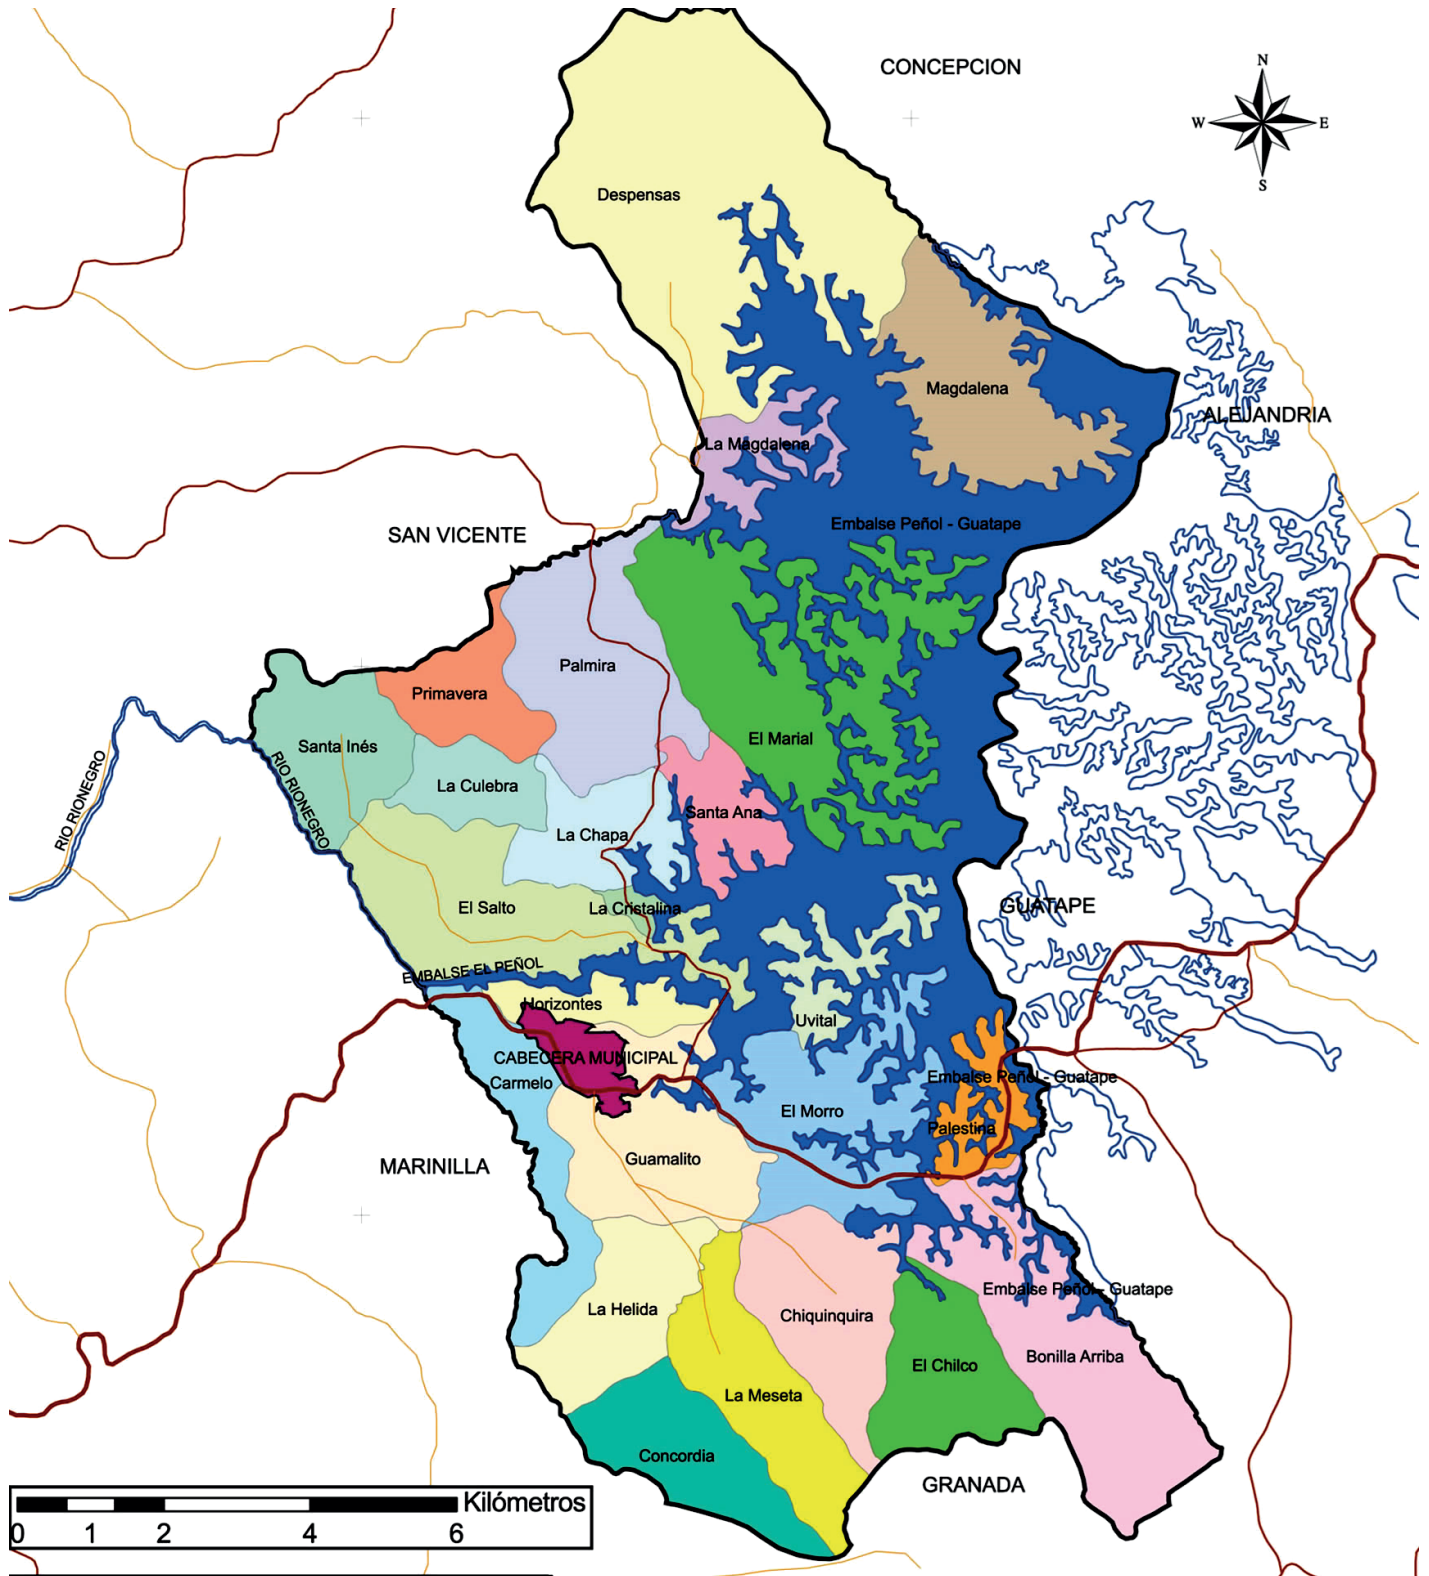 CONCEPCION
N
W
E
S
Despensas
Magdalena
ALEJANDRIA
La Magdalena
Embalse Peñol - Guatape
SAN VICENTE
Palmira
Primavera
El Marial
Santa Inés
RIO RIONEGRO
RIO RIONEGRO
La Culebra
Santa Ana
La Chapa
El Salto
La Cristalina
GUATAPE
EMBALSE EL PEÑOL
Horizontes
Uvital
CABECERA MUNICIPAL
Carmelo
Embalse Peñol - Guatape
El Morro
Palestina
MARINILLA
Guamalito
Embalse Peñol - Guatape
La Helida
Chiquinquira
Bonilla Arriba
El Chilco
La Meseta
Concordia
GRANADA
Kilómetros
0 1 2 4 6